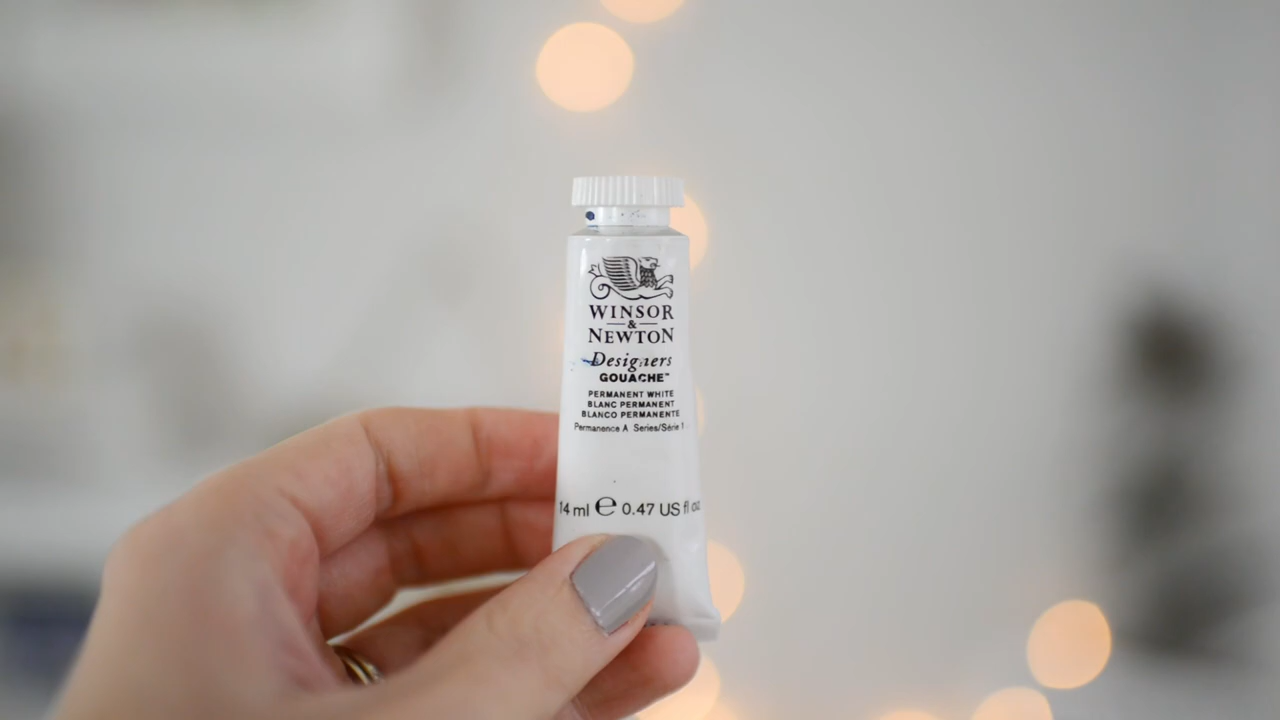 WINSOR
&
NEWTON
Designers
GOUACHE™
PERMANENT WHITE
BLANC PERMANENT
BLANCO PERMANENTE
Permanence A Series/Série 1
14 ml ℮ 0.47 US fl oz